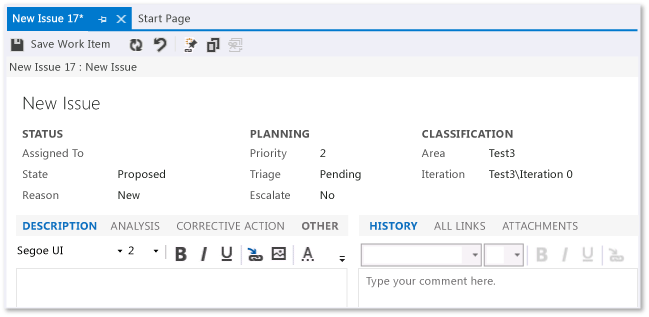 New Issue 17* Start Page
Save Work Item
New Issue 17 : New Issue
New Issue
STATUS PLANNING CLASSIFICATION
Assigned To Priority 2 Area Test3
State Proposed Triage Pending Iteration Test3\Iteration 0
Reason New Escalate No
DESCRIPTION ANALYSIS CORRECTIVE ACTION OTHER HISTORY ALL LINKS ATTACHMENTS
Segoe UI 2 B I U A B I U
Type your comment here.